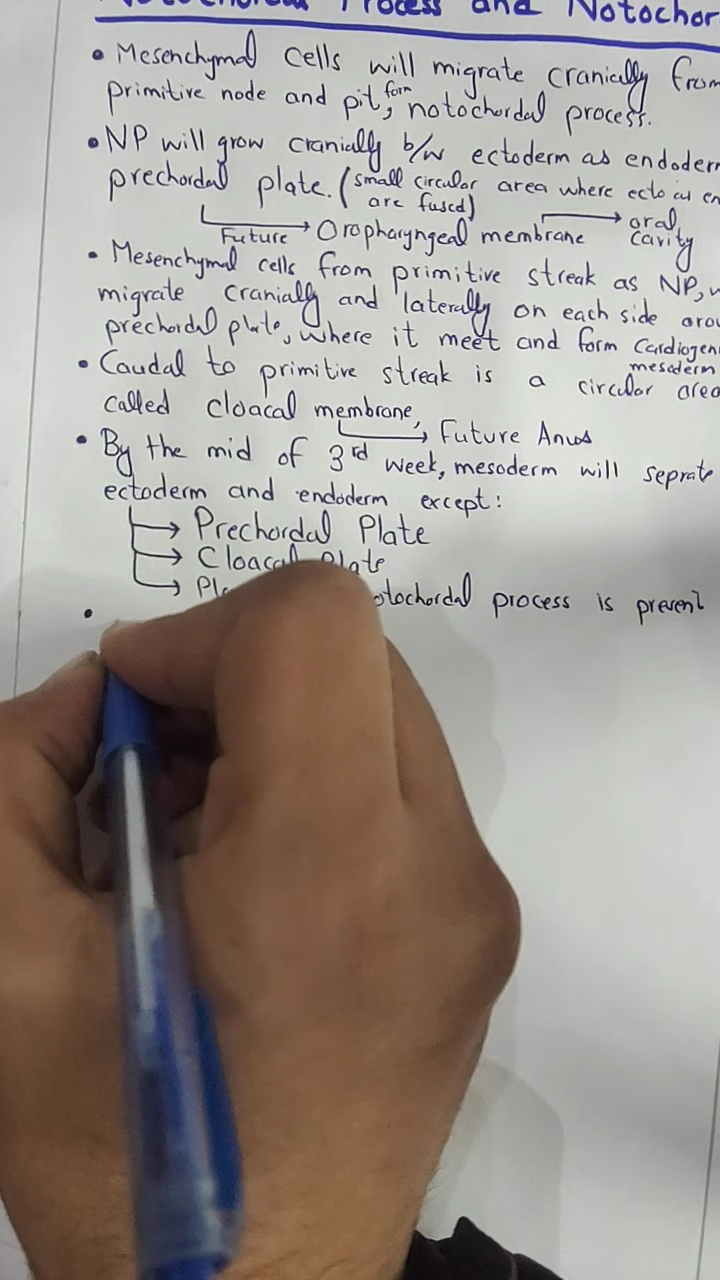 Process and Notochor
• Mesenchymal cells will migrate cranially from
primitive node and pit, form notochordal process.
• NP will grow cranially b/w ectoderm as endoder
prechordal plate. (small circular area where ecto as en
are fused)
Future → Oropharyngeal membrane → oral cavity
• Mesenchymal cells from primitive streak as NP, w
migrate cranially and laterally on each side arou
prechordal plate, where it meet and form Cardiogen
mesoderm
• Caudal to primitive streak is a circular area
called cloacal membrane,
→ Future Anus
• By the mid of 3rd week, mesoderm will seprate
ectoderm and endoderm except:
→ Prechordal Plate
→ Cloacal Plate
→ Pla otochordal process is present
•